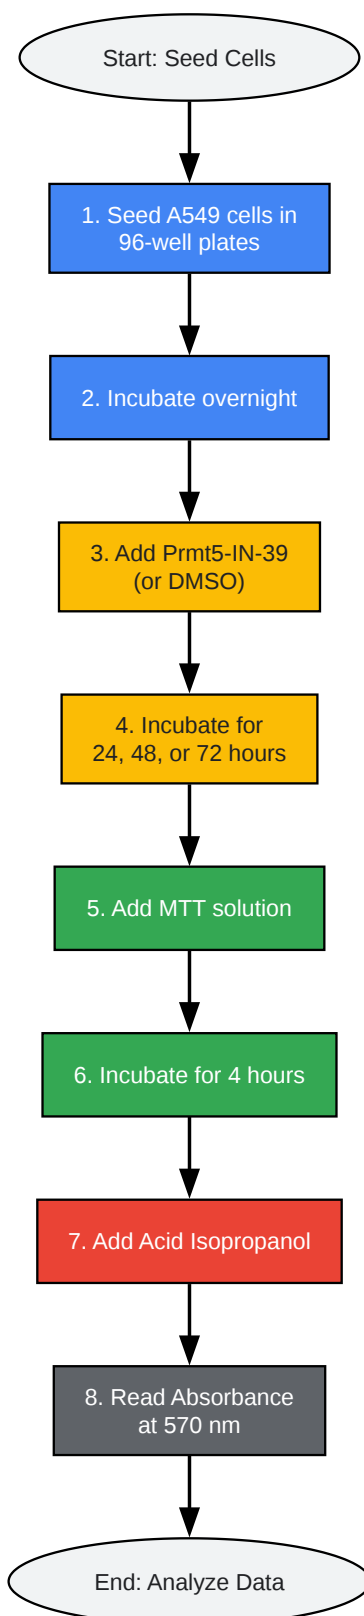 Start: Seed Cells
1. Seed A549 cells in
96-well plates
2. Incubate overnight
3. Add Prmt5-IN-39
(or DMSO)
4. Incubate for
24, 48, or 72 hours
5. Add MTT solution
6. Incubate for 4 hours
7. Add Acid Isopropanol
8. Read Absorbance
at 570 nm
End: Analyze Data